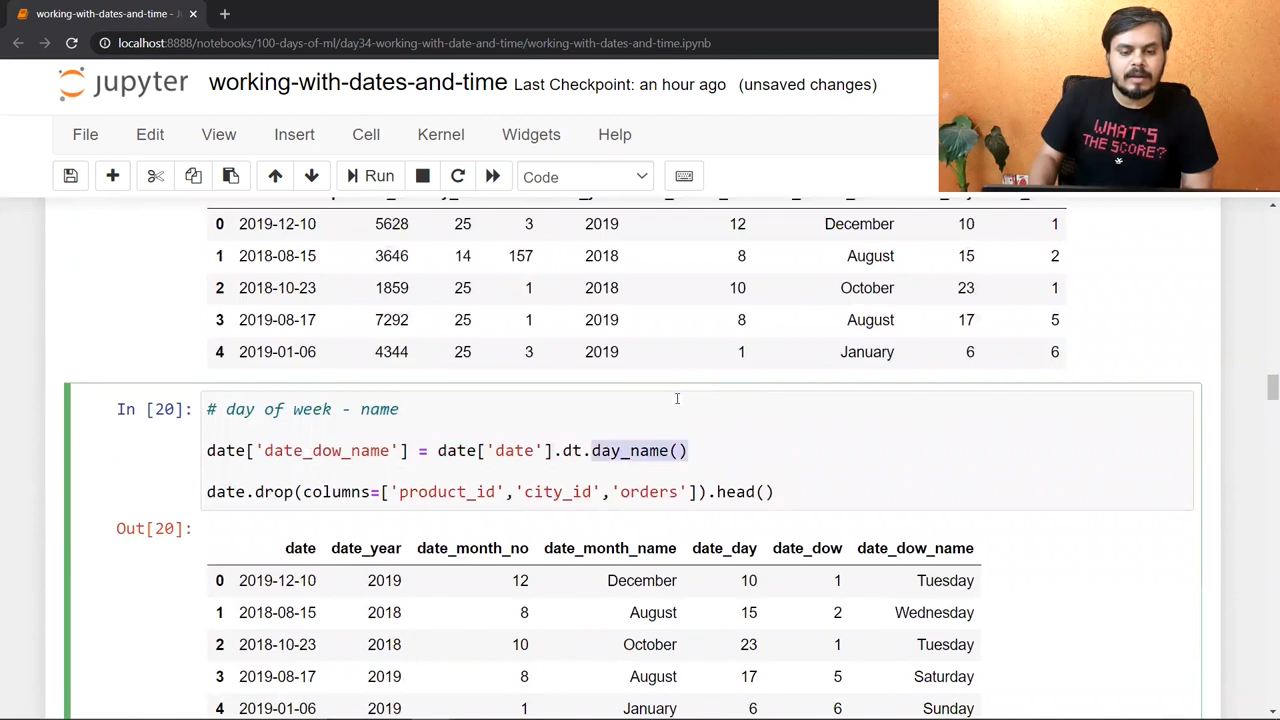 working-with-dates-and-time - J
localhost:8888/notebooks/100-days-of-ml/day34-working-with-date-and-time/working-with-dates-and-time.ipynb
jupyter working-with-dates-and-time Last Checkpoint: an hour ago (unsaved changes)
WHAT'S
THE SCORE?
File Edit View Insert Cell Kernel Widgets Help
Run Code
0 2019-12-10 5628 25 3 2019 12 December 10 1
1 2018-08-15 3646 14 157 2018 8 August 15 2
2 2018-10-23 1859 25 1 2018 10 October 23 1
3 2019-08-17 7292 25 1 2019 8 August 17 5
4 2019-01-06 4344 25 3 2019 1 January 6 6
In [20]: # day of week - name
date['date_dow_name'] = date['date'].dt.day_name()
date.drop(columns=['product_id','city_id','orders']).head()
Out[20]:
date date_year date_month_no date_month_name date_day date_dow date_dow_name
0 2019-12-10 2019 12 December 10 1 Tuesday
1 2018-08-15 2018 8 August 15 2 Wednesday
2 2018-10-23 2018 10 October 23 1 Tuesday
3 2019-08-17 2019 8 August 17 5 Saturday
4 2019-01-06 2019 1 January 6 6 Sunday